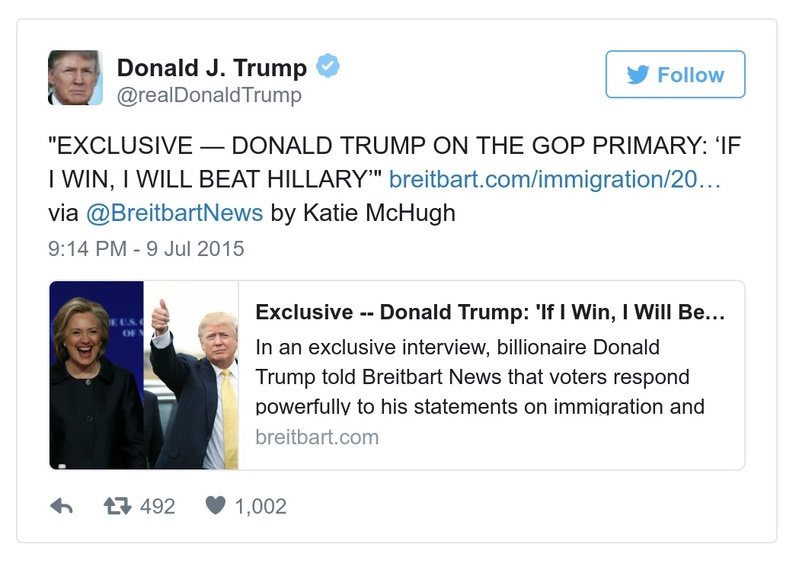 Donald J. Trump
@realDonaldTrump
Follow
"EXCLUSIVE — DONALD TRUMP ON THE GOP PRIMARY: ‘IF
I WIN, I WILL BEAT HILLARY’" breitbart.com/immigration/20…
via @BreitbartNews by Katie McHugh
9:14 PM - 9 Jul 2015
E U.S. C
OF N
Exclusive -- Donald Trump: 'If I Win, I Will Be…
In an exclusive interview, billionaire Donald
Trump told Breitbart News that voters respond
powerfully to his statements on immigration and
breitbart.com
492
1,002